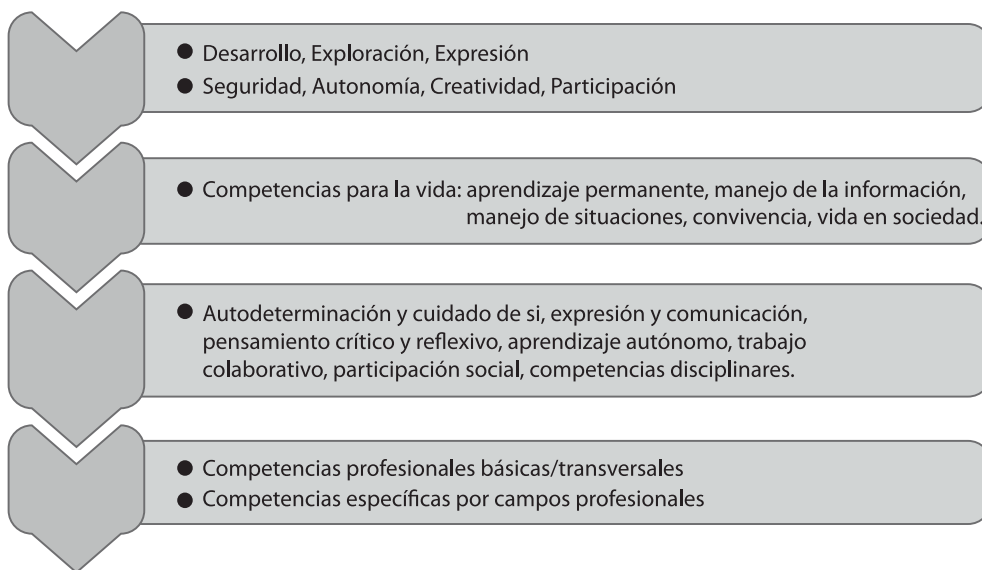 ● Desarrollo, Exploración, Expresión
● Seguridad, Autonomía, Creatividad, Participación
● Competencias para la vida: aprendizaje permanente, manejo de la información,
manejo de situaciones, convivencia, vida en sociedad.
● Autodeterminación y cuidado de si, expresión y comunicación,
pensamiento crítico y reflexivo, aprendizaje autónomo, trabajo
colaborativo, participación social, competencias disciplinares.
● Competencias profesionales básicas/transversales
● Competencias específicas por campos profesionales